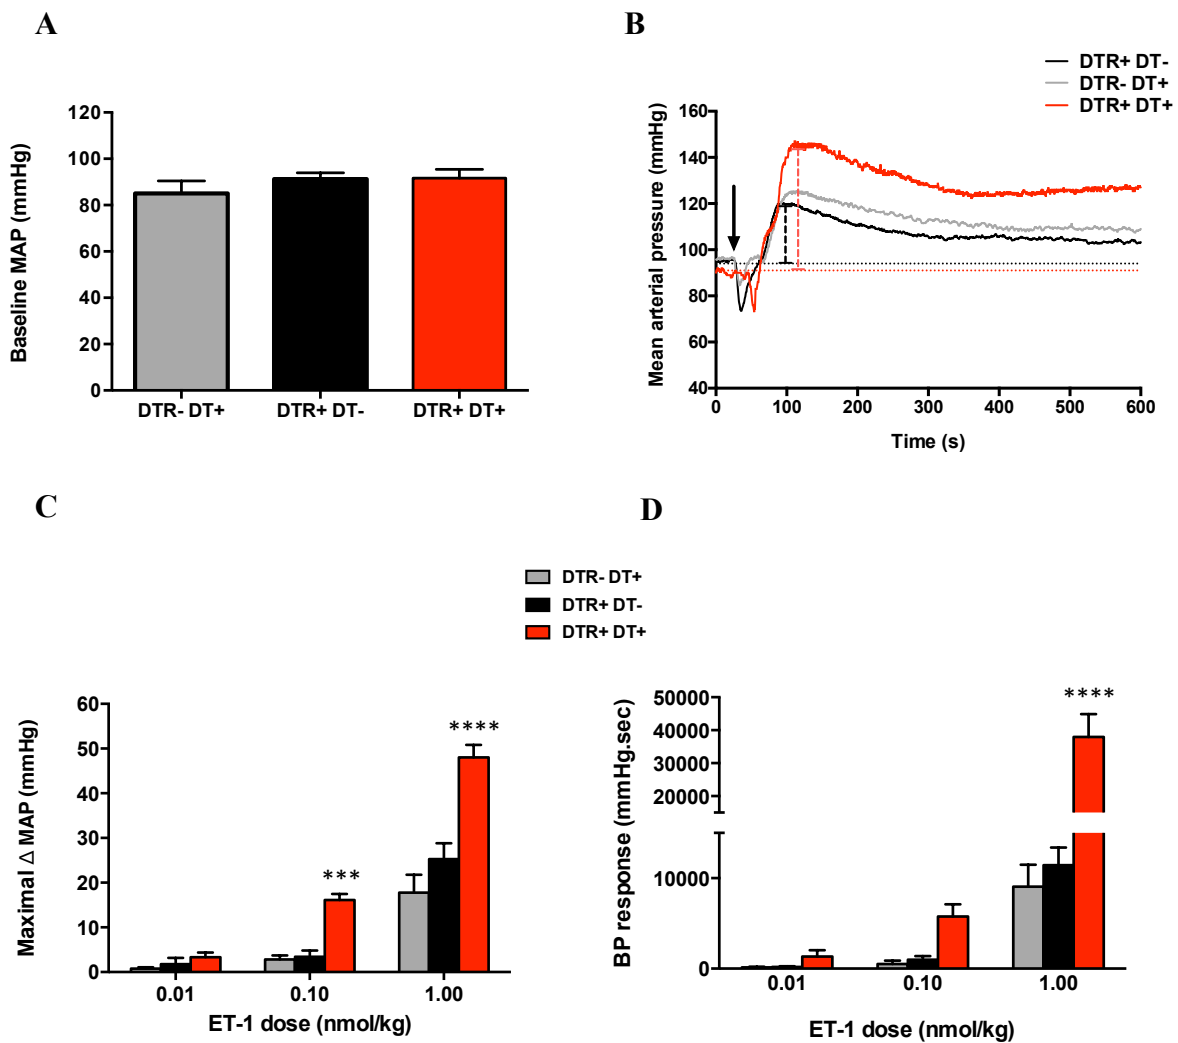 A
Baseline MAP (mmHg)
120
100
80
60
40
20
0
DTR- DT+
DTR+ DT-
DTR+ DT+
B
DTR+ DT-
DTR- DT+
DTR+ DT+
Mean arterial pressure (mmHg)
160
140
120
100
80
60
40
0 100 200 300 400 500 600
Time (s)
C
DTR- DT+
DTR+ DT-
DTR+ DT+
Maximal Δ MAP (mmHg)
60
50
40
30
20
10
0
***
****
0.01 0.10 1.00
ET-1 dose (nmol/kg)
D
BP response (mmHg.sec)
50000
40000
30000
20000
10000
0
****
0.01 0.10 1.00
ET-1 dose (nmol/kg)